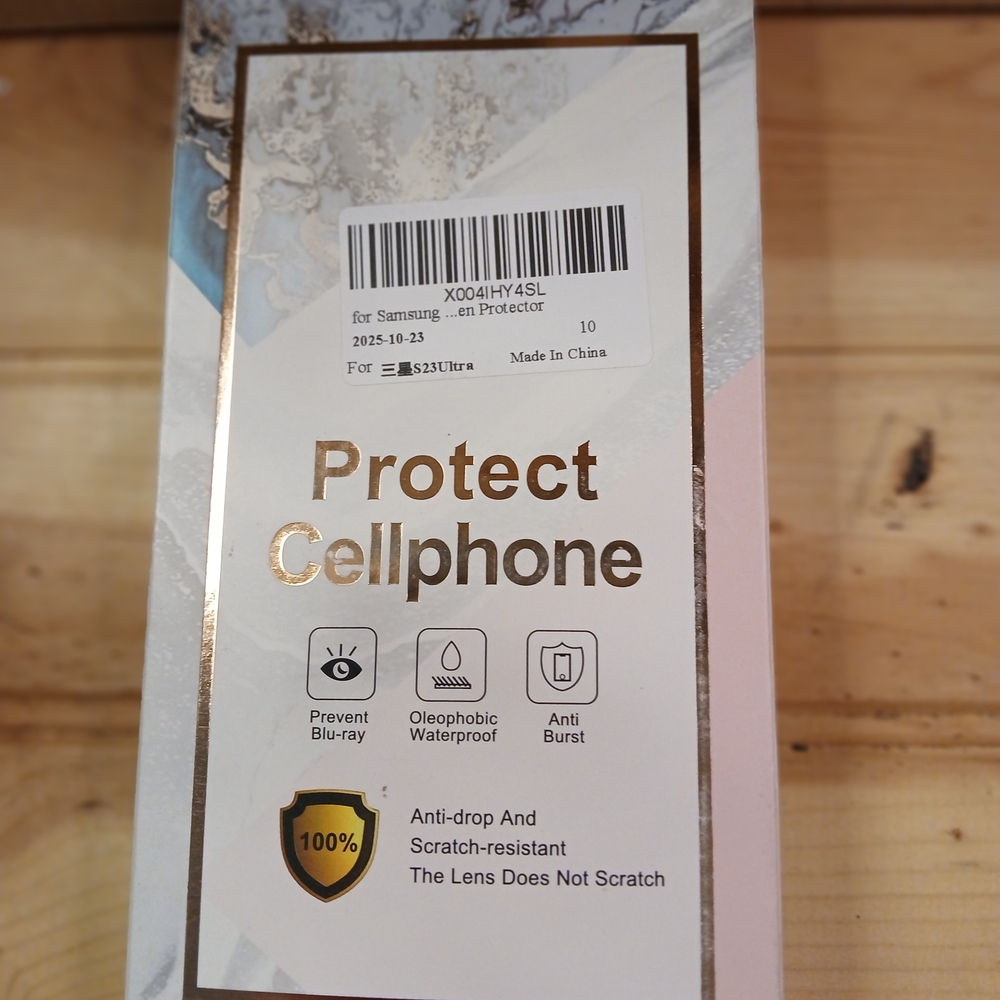 X004IHY4SL
for Samsung ...en Protector
2025-10-23 10
For 三星S23Ultra Made In China
Protect
Cellphone
Prevent
Blu-ray
Oleophobic
Waterproof
Anti
Burst
100%
Anti-drop And
Scratch-resistant
The Lens Does Not Scratch